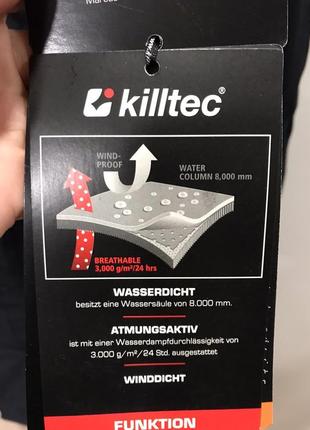 killtec®
WIND-
PROOF
WATER
COLUMN 8,000 mm
BREATHABLE
3,000 g/m²/24 hrs
WASSERDICHT
besitzt eine Wassersäule von 8.000 mm.
ATMUNGSAKTIV
ist mit einer Wasserdampfdurchlässigkeit von
3.000 g/m²/24 Std. ausgestattet
WINDDICHT
FUNKTION